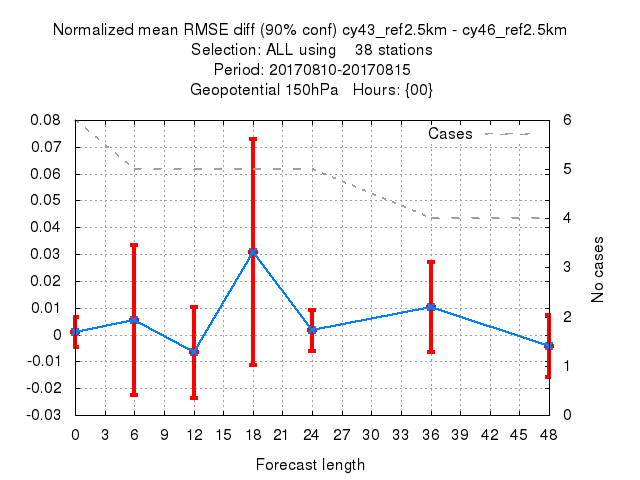 Normalized mean RMSE diff (90% conf) cy43_ref2.5km - cy46_ref2.5km
Selection: ALL using    38 stations
Period: 20170810-20170815
Geopotential 150hPa   Hours: {00}
Cases
0.08
0.07
0.06
0.05
0.04
0.03
0.02
0.01
0
-0.01
-0.02
-0.03
6
5
4
3
2
1
0
No cases
0 3 6 9 12 15 18 21 24 27 30 33 36 39 42 45 48
Forecast length